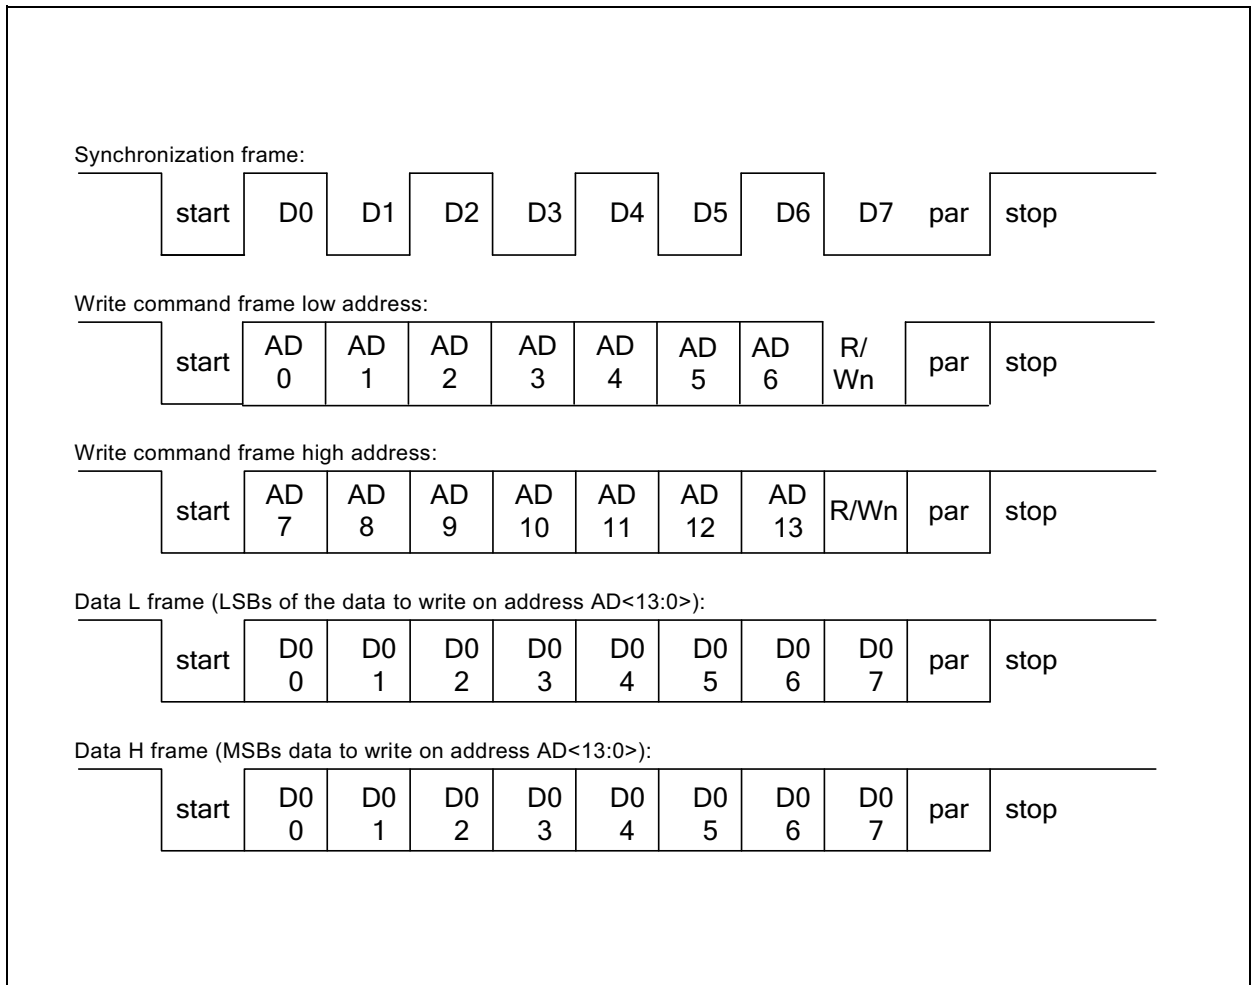 Synchronization frame:
start D0 D1 D2 D3 D4 D5 D6 D7 par stop
Write command frame low address:
start AD 0 AD 1 AD 2 AD 3 AD 4 AD 5 AD 6 R/ Wn par stop
Write command frame high address:
start AD 7 AD 8 AD 9 AD 10 AD 11 AD 12 AD 13 R/Wn par stop
Data L frame (LSBs of the data to write on address AD<13:0>):
start D0 0 D0 1 D0 2 D0 3 D0 4 D0 5 D0 6 D0 7 par stop
Data H frame (MSBs data to write on address AD<13:0>):
start D0 0 D0 1 D0 2 D0 3 D0 4 D0 5 D0 6 D0 7 par stop